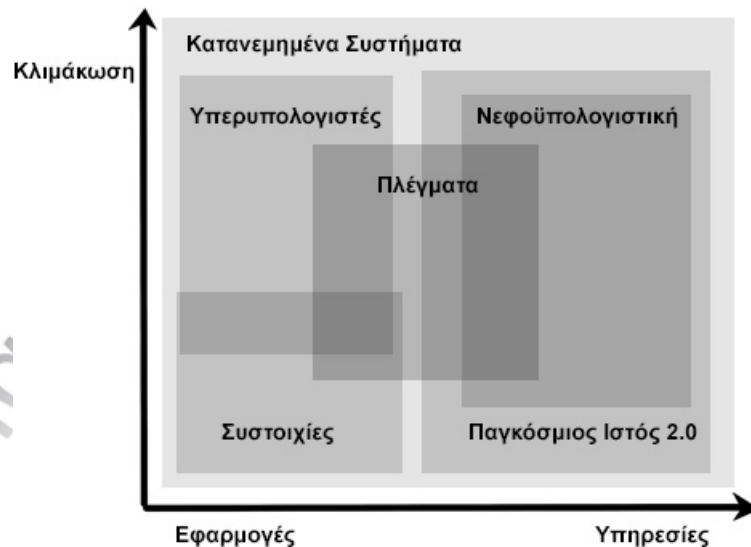 Κατανεμημένα Συστήματα
Κλιμάκωση
Υπερυπολογιστές
Νεφοϋπολογιστική
Πλέγματα
Συστοιχίες
Παγκόσμιος Ιστός 2.0
Εφαρμογές
Υπηρεσίες